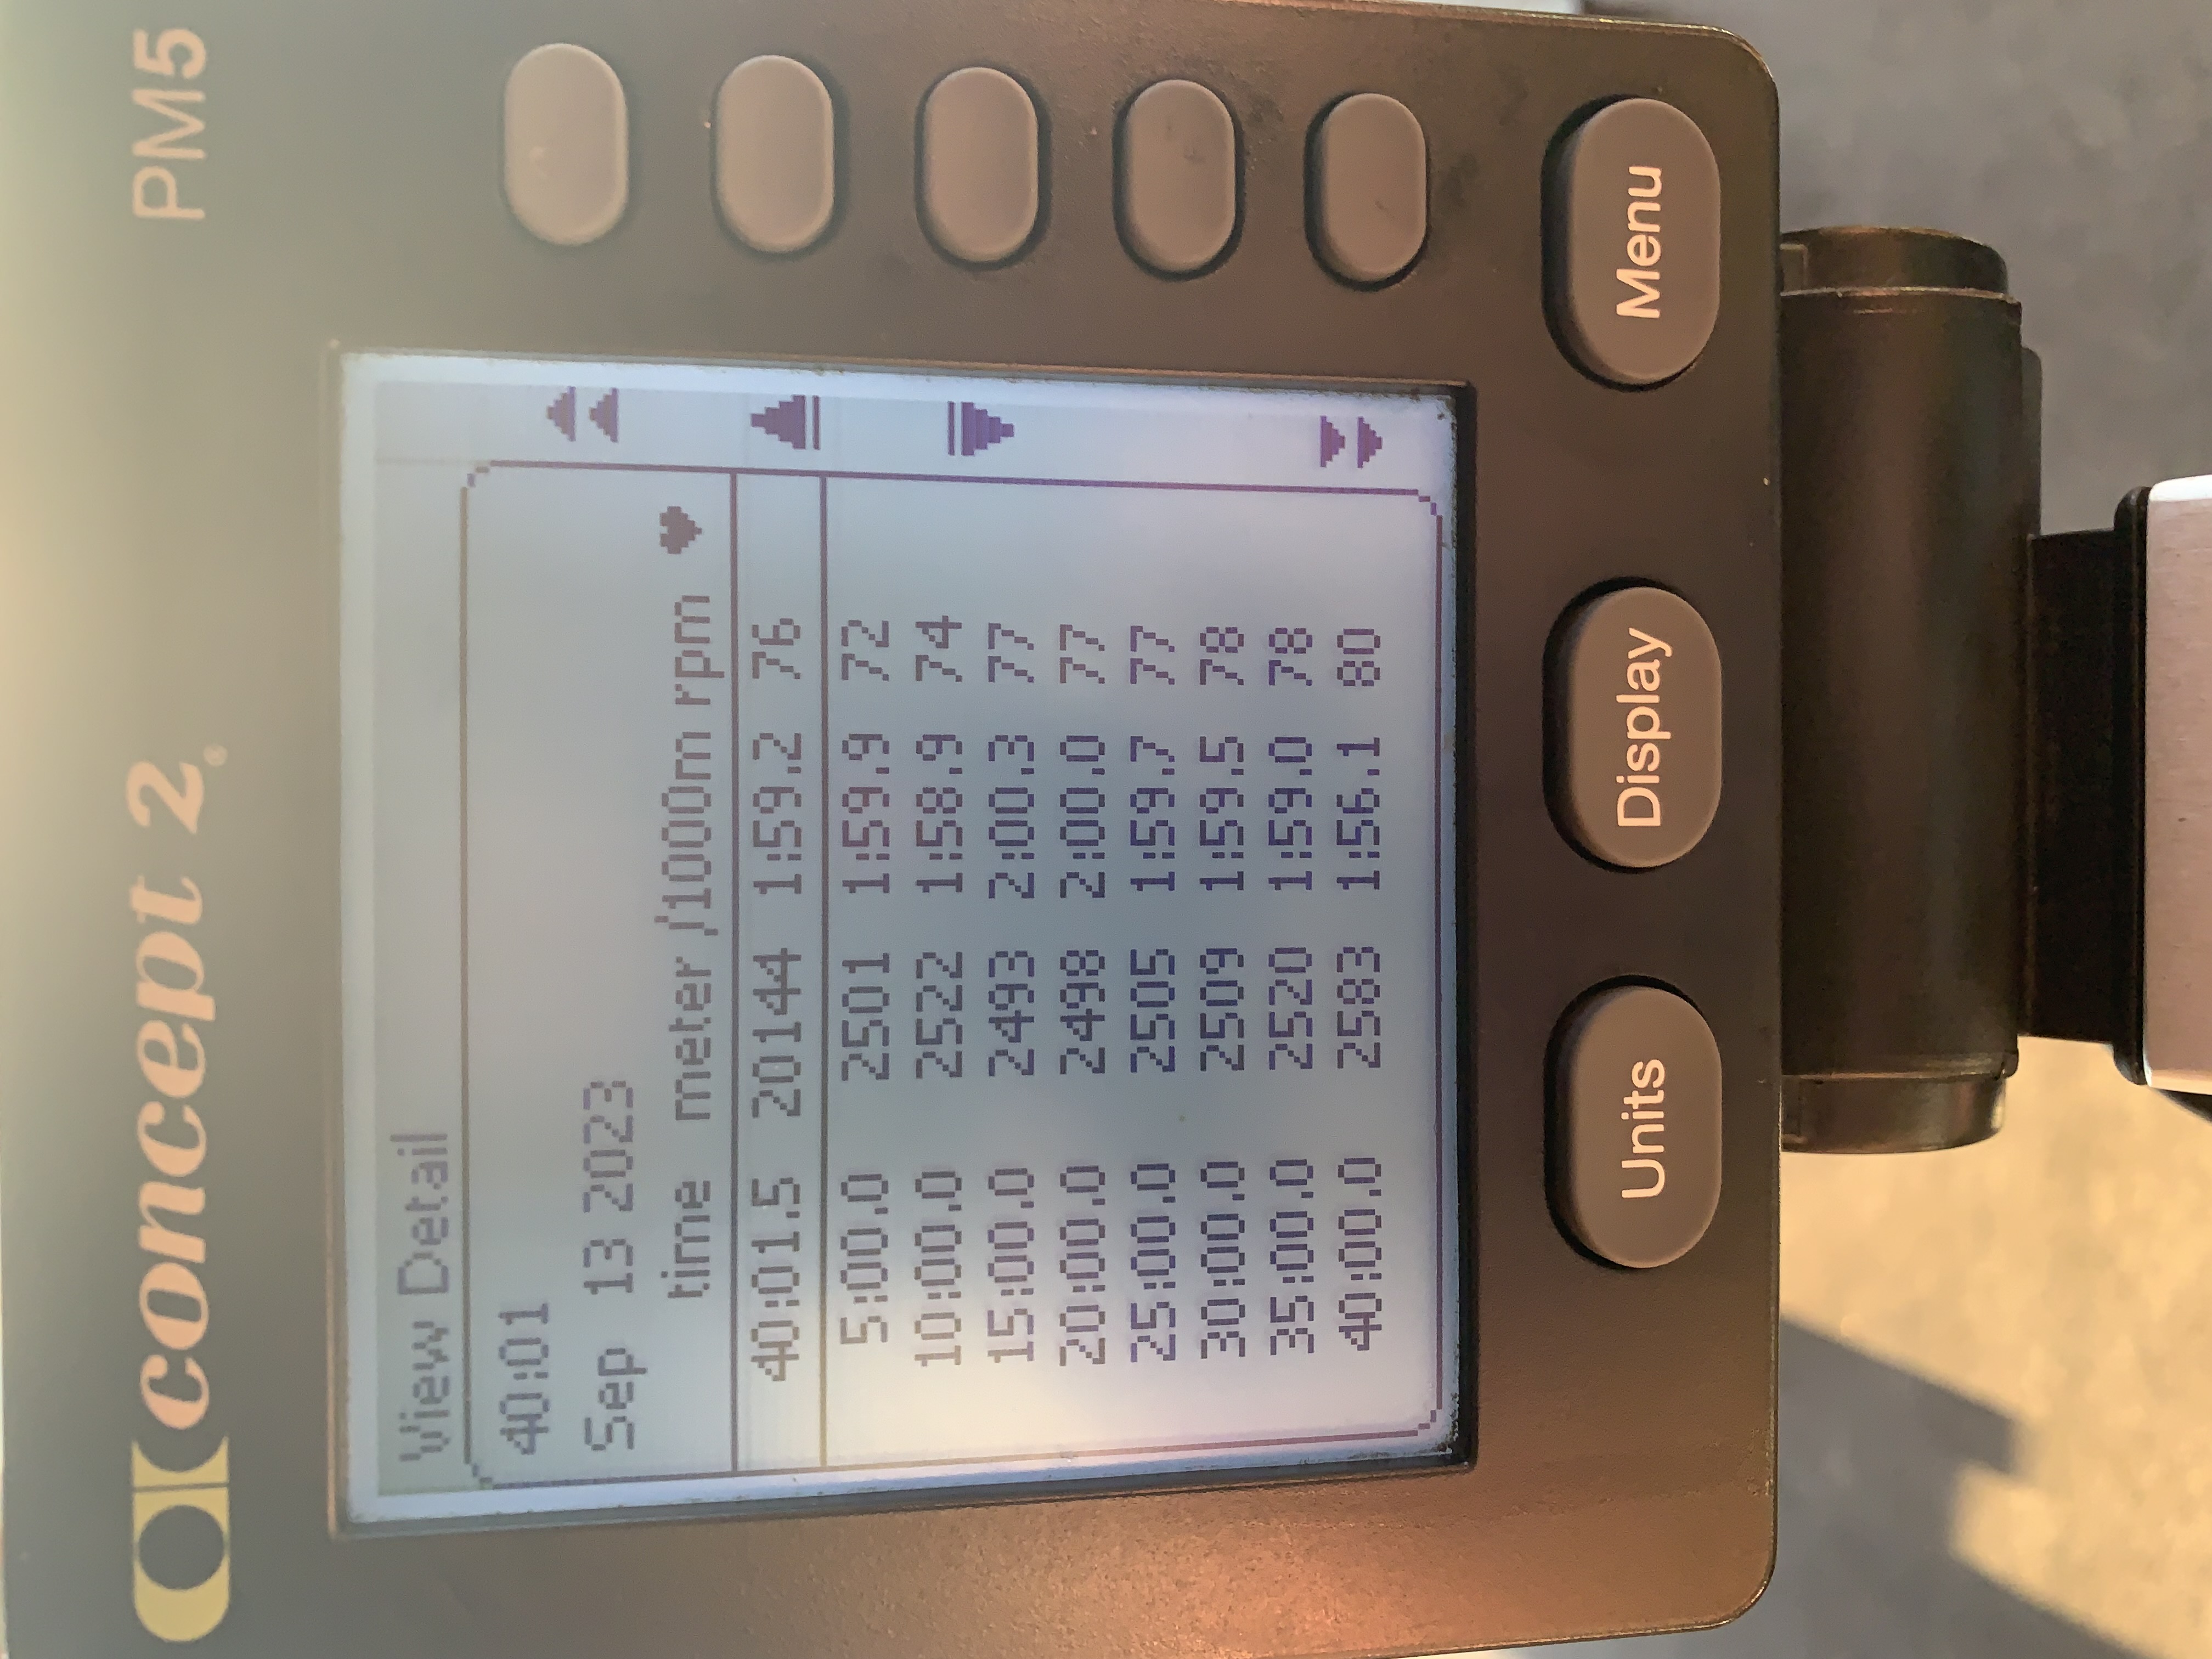 concept 2® PM5
View Detail
40:01
Sep 13 2023
time meter /1000m rpm ♥
40:01.5 20144 1:59.2 76
5:00.0 2501 1:59.9 72
10:00.0 2522 1:58.9 74
15:00.0 2493 2:00.3 77
20:00.0 2498 2:00.0 77
25:00.0 2505 1:59.7 77
30:00.0 2509 1:59.5 78
35:00.0 2520 1:59.0 78
40:00.0 2583 1:56.1 80
Units Display Menu